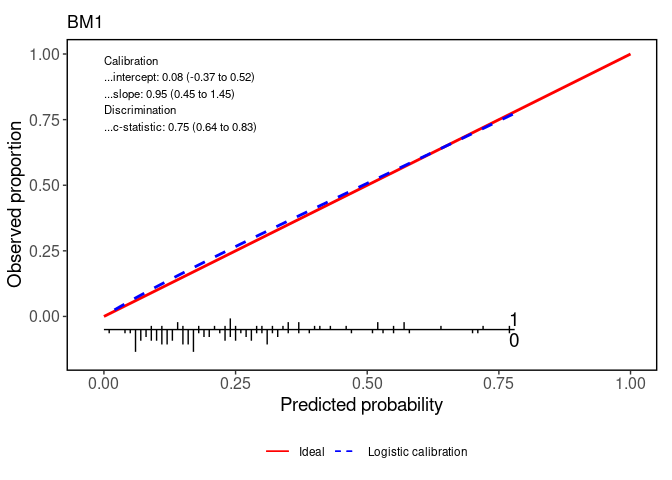 BM1
Calibration
...intercept: 0.08 (-0.37 to 0.52)
...slope: 0.95 (0.45 to 1.45)
Discrimination
...c-statistic: 0.75 (0.64 to 0.83)
Observed proportion
1.00
0.75
0.50
0.25
0.00
1
0
0.00 0.25 0.50 0.75 1.00
Predicted probability
Ideal Logistic calibration